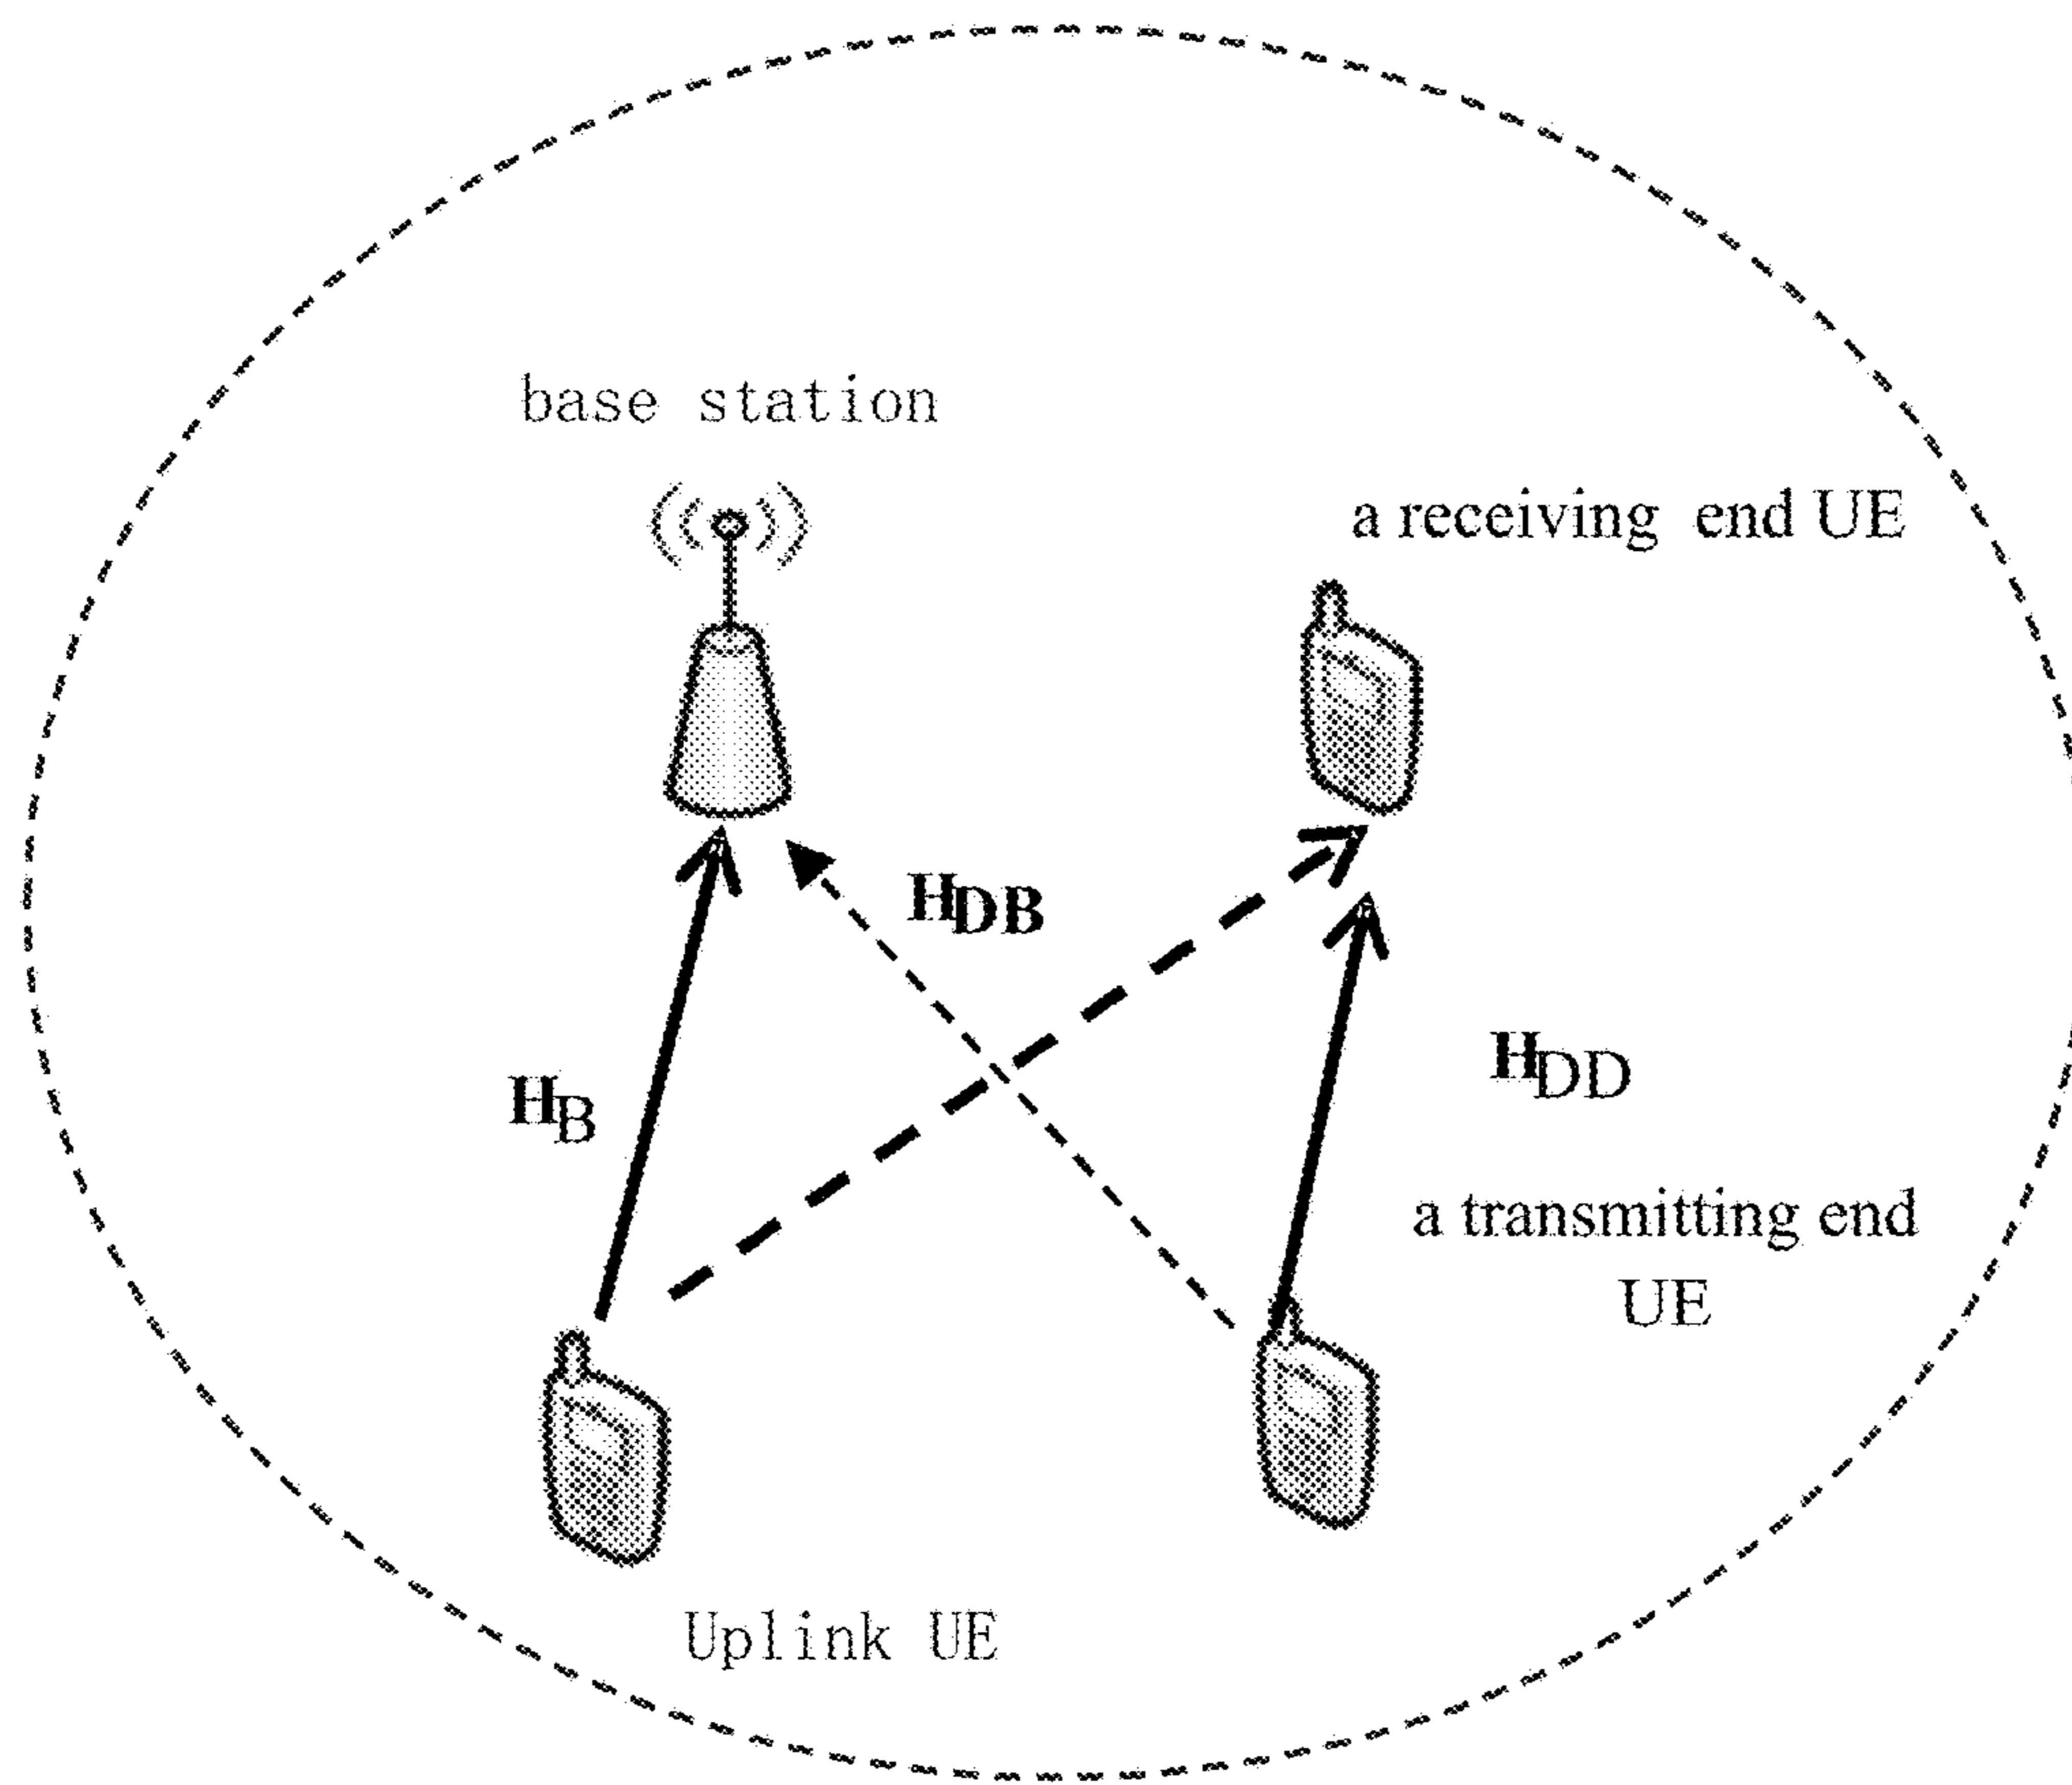 base station
a receiving end UE
HDB
HDD
HB
a transmitting end
UE
Uplink UE